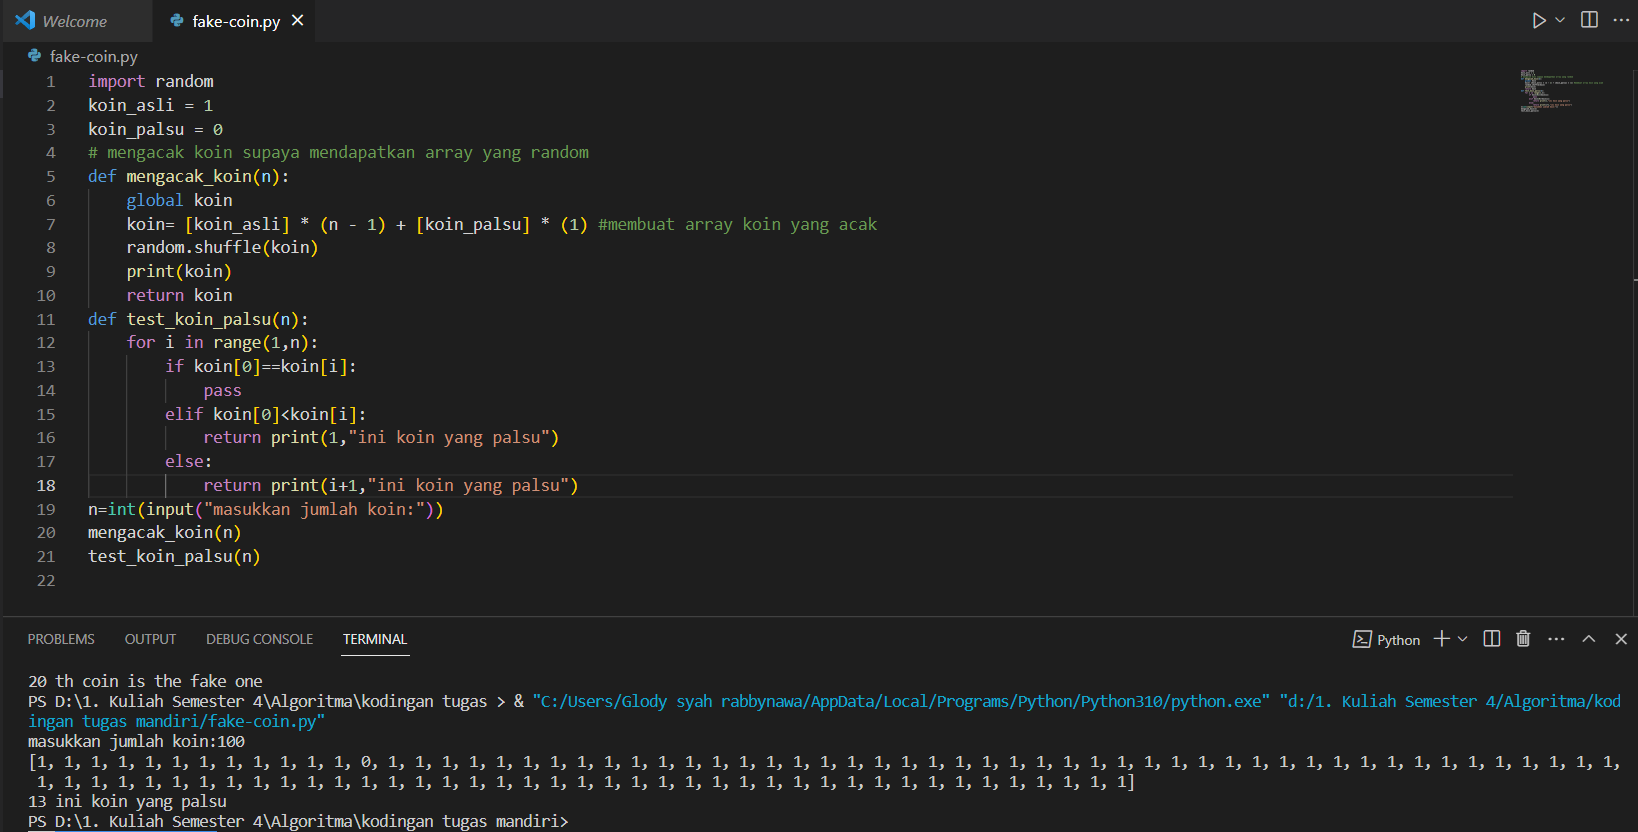 Welcome
fake-coin.py
fake-coin.py
1 import random
2 koin_asli = 1
3 koin_palsu = 0
4 # mengacak koin supaya mendapatkan array yang random
5 def mengacak_koin(n):
6 global koin
7 koin= [koin_asli] * (n - 1) + [koin_palsu] * (1) #membuat array koin yang acak
8 random.shuffle(koin)
9 print(koin)
10 return koin
11 def test_koin_palsu(n):
12 for i in range(1,n):
13 if koin[0]==koin[i]:
14 pass
15 elif koin[0]<koin[i]:
16 return print(1,"ini koin yang palsu")
17 else:
18 return print(i+1,"ini koin yang palsu")
19 n=int(input("masukkan jumlah koin:"))
20 mengacak_koin(n)
21 test_koin_palsu(n)
22
PROBLEMS OUTPUT DEBUG CONSOLE TERMINAL Python
20 th coin is the fake one
PS D:\1. Kuliah Semester 4\Algoritma\kodingan tugas > & "C:/Users/Glody syah rabbynawa/AppData/Local/Programs/Python/Python310/python.exe" "d:/1. Kuliah Semester 4/Algoritma/kod
ingan tugas mandiri/fake-coin.py"
masukkan jumlah koin:100
[1, 1, 1, 1, 1, 1, 1, 1, 1, 1, 1, 1, 0, 1, 1, 1, 1, 1, 1, 1, 1, 1, 1, 1, 1, 1, 1, 1, 1, 1, 1, 1, 1, 1, 1, 1, 1, 1, 1, 1, 1, 1, 1, 1, 1, 1, 1, 1, 1, 1, 1, 1, 1, 1, 1, 1, 1, 1, 1,
1, 1, 1, 1, 1, 1, 1, 1, 1, 1, 1, 1, 1, 1, 1, 1, 1, 1, 1, 1, 1, 1, 1, 1, 1, 1, 1, 1, 1, 1, 1, 1, 1, 1, 1, 1, 1, 1, 1, 1, 1]
13 ini koin yang palsu
PS D:\1. Kuliah Semester 4\Algoritma\kodingan tugas mandiri>